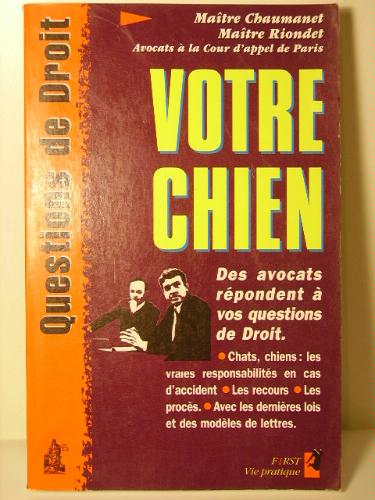 Maître Chaumanet
Maître Riondet
Avocats à la Cour d'appel de Paris
Questions de Droit
VOTRE
CHIEN
Des avocats
répondent à
vos questions
de Droit.
• Chats, chiens : les
vraies responsabilités en cas
d'accident • Les recours • Les
procès. • Avec les dernières lois
et des modèles de lettres.
F1RST
Vie pratique